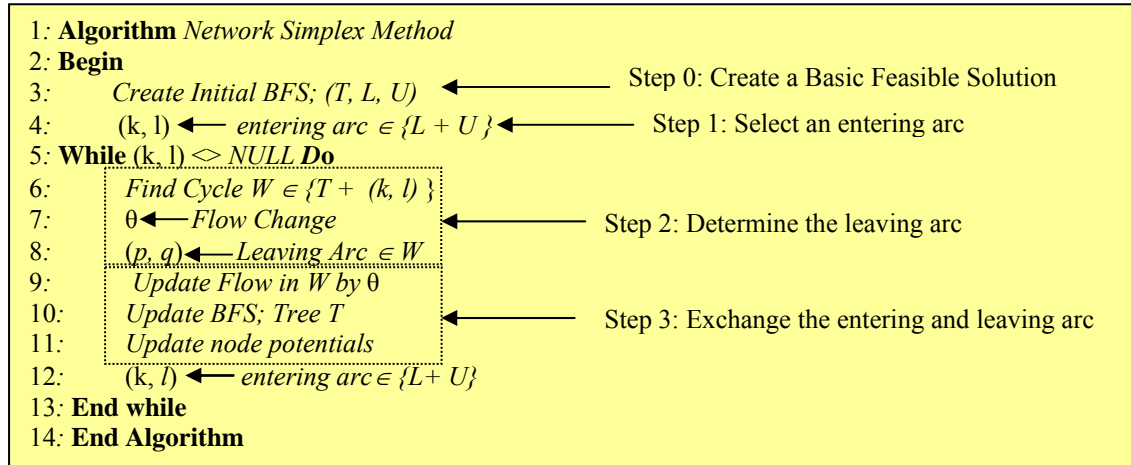 1: Algorithm Network Simplex Method
2: Begin
3: Create Initial BFS; (T, L, U) Step 0: Create a Basic Feasible Solution
4: (k, l) ← entering arc ∈ {L + U } Step 1: Select an entering arc
5: While (k, l) <> NULL Do
6: Find Cycle W ∈ {T + (k, l) }
7: θ ← Flow Change Step 2: Determine the leaving arc
8: (p, q) ← Leaving Arc ∈ W
9: Update Flow in W by θ
10: Update BFS; Tree T Step 3: Exchange the entering and leaving arc
11: Update node potentials
12: (k, l) ← entering arc ∈ {L+ U}
13: End while
14: End Algorithm